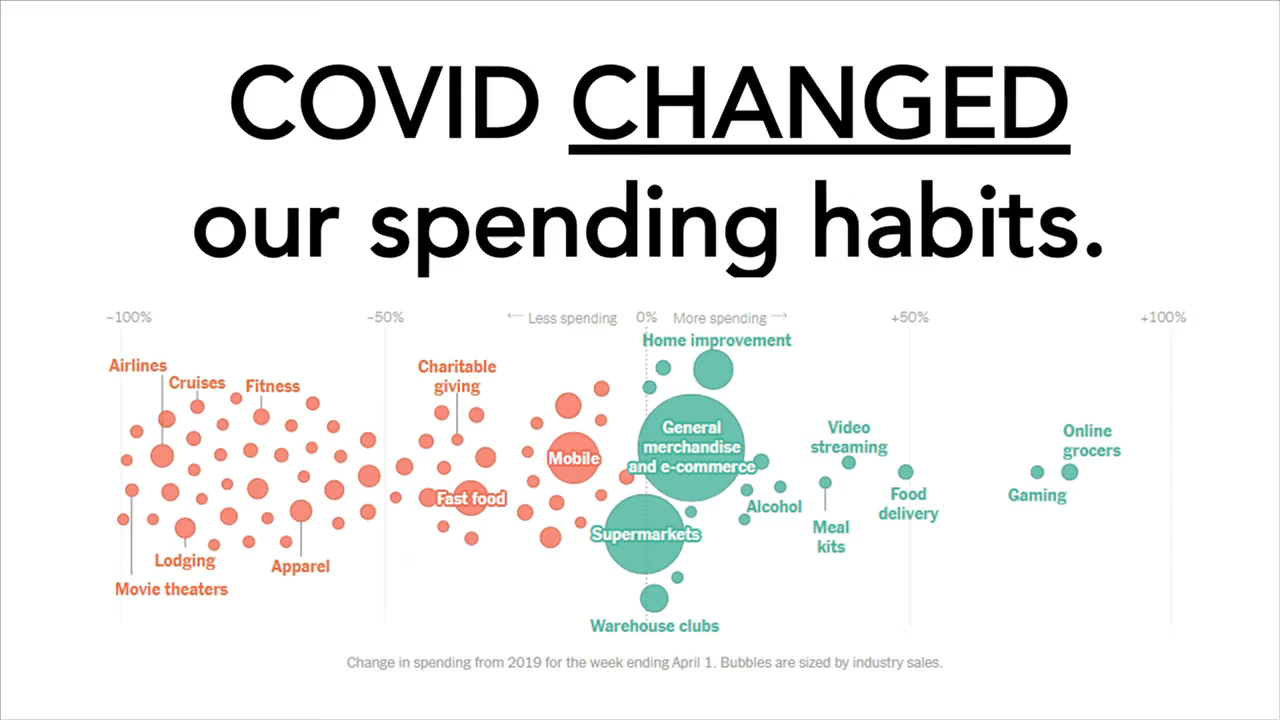 COVID CHANGED
our spending habits.
−100%
−50%
← Less spending
0%
More spending →
+50%
+100%
Home improvement
Airlines
Cruises
Fitness
Charitable
giving
General
merchandise
and e-commerce
Mobile
Fast food
Video
streaming
Online
grocers
Alcohol
Food
delivery
Gaming
Meal
kits
Supermarkets
Lodging
Apparel
Movie theaters
Warehouse clubs
Change in spending from 2019 for the week ending April 1. Bubbles are sized by industry sales.